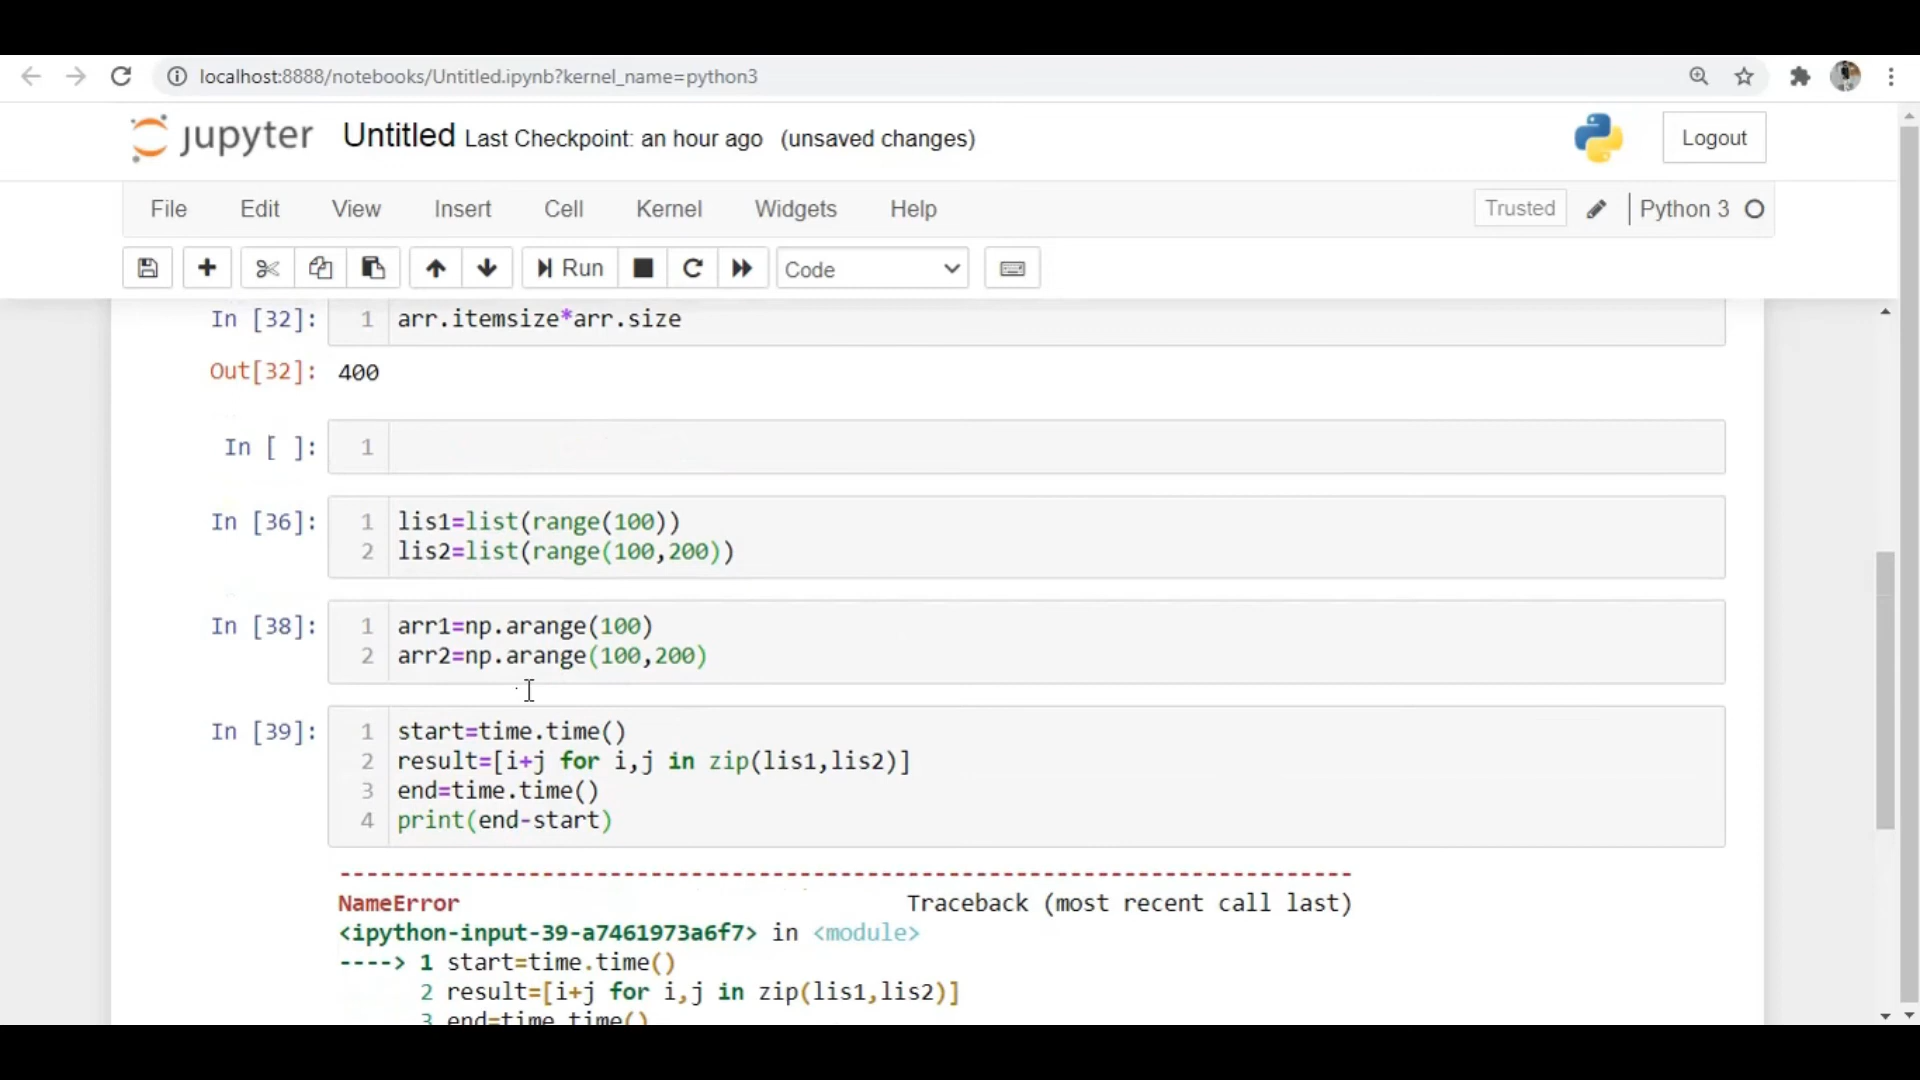 localhost:8888/notebooks/Untitled.ipynb?kernel_name=python3
jupyter Untitled Last Checkpoint: an hour ago (unsaved changes)
Logout
File Edit View Insert Cell Kernel Widgets Help
Trusted Python 3
Run Code
In [32]: 1 arr.itemsize*arr.size
Out[32]: 400
In [ ]: 1
In [36]: 1 lis1=list(range(100))
2 lis2=list(range(100,200))
In [38]: 1 arr1=np.arange(100)
2 arr2=np.arange(100,200)
In [39]: 1 start=time.time()
2 result=[i+j for i,j in zip(lis1,lis2)]
3 end=time.time()
4 print(end-start)
---------------------------------------------------------------------------
NameError Traceback (most recent call last)
<ipython-input-39-a7461973a6f7> in <module>
----> 1 start=time.time()
2 result=[i+j for i,j in zip(lis1,lis2)]
3 end=time.time()